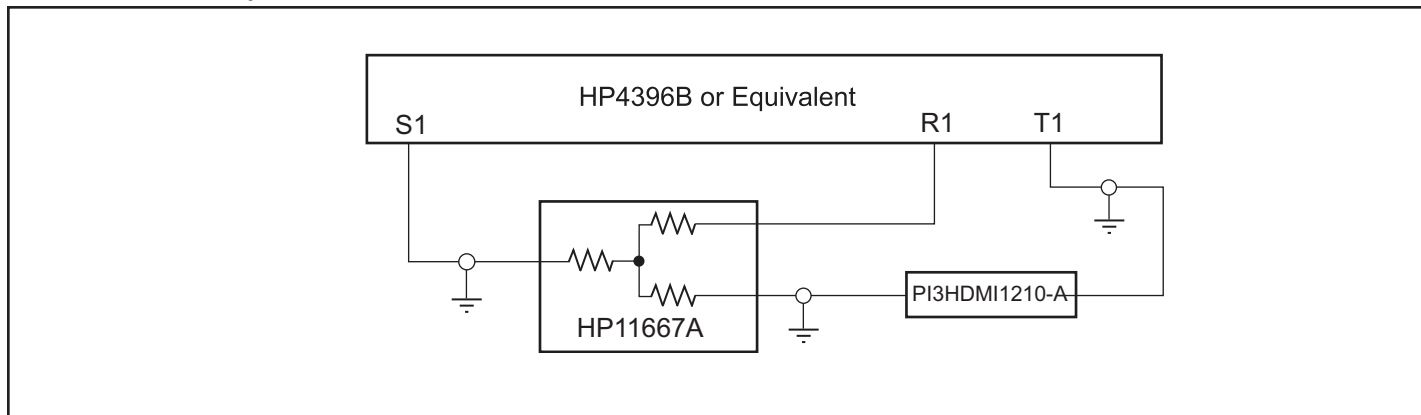 HP4396B or Equivalent
S1
R1
T1
PI3HDMI1210-A
HP11667A